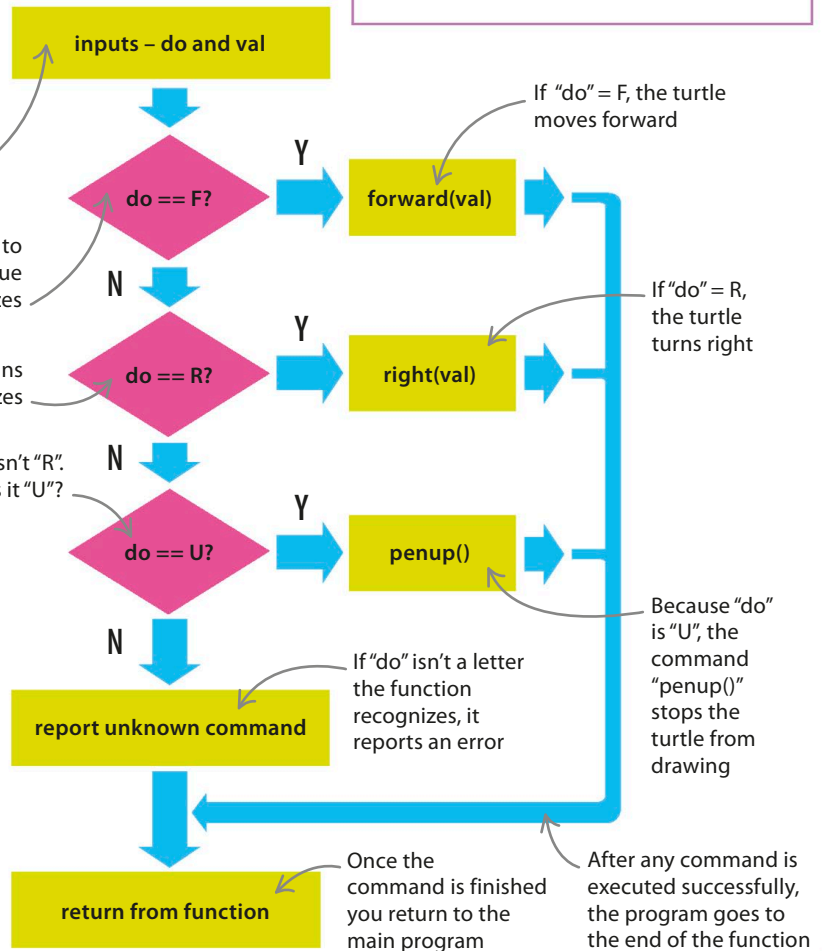 inputs – do and val
If “do” = F, the turtle
moves forward
do == F?
Y
forward(val)
to
ue
zes
N
If “do” = R,
the turtle
turns right
do == R?
Y
right(val)
ns
zes
N
sn’t “R”.
s it “U”?
do == U?
Y
penup()
Because “do”
is “U”, the
command
“penup()”
stops the
turtle from
drawing
N
If “do” isn’t a letter
the function
recognizes, it
reports an error
report unknown command
Once the
command is finished
you return to the
main program
After any command is
executed successfully,
the program goes to
the end of the function
return from function